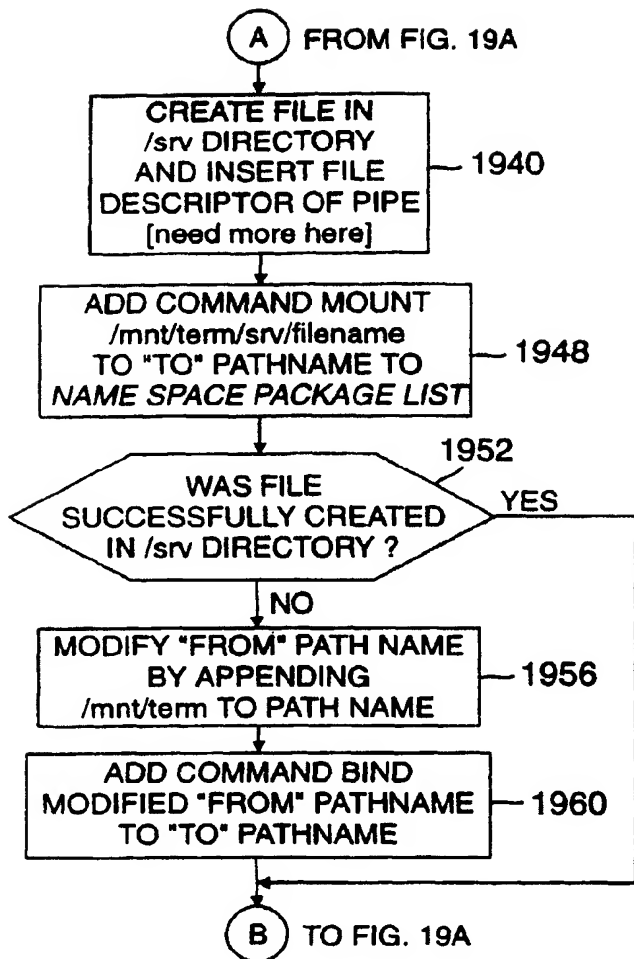 A FROM FIG. 19A
CREATE FILE IN
/srv DIRECTORY
AND INSERT FILE
DESCRIPTOR OF PIPE
[need more here]
1940
ADD COMMAND MOUNT
/mnt/term/srv/filename
TO "TO" PATHNAME TO
NAME SPACE PACKAGE LIST
1948
1952
WAS FILE
SUCCESSFULLY CREATED
IN /srv DIRECTORY ?
YES
NO
MODIFY "FROM" PATH NAME
BY APPENDING
/mnt/term TO PATH NAME
1956
ADD COMMAND BIND
MODIFIED "FROM" PATHNAME
TO "TO" PATHNAME
1960
B TO FIG. 19A